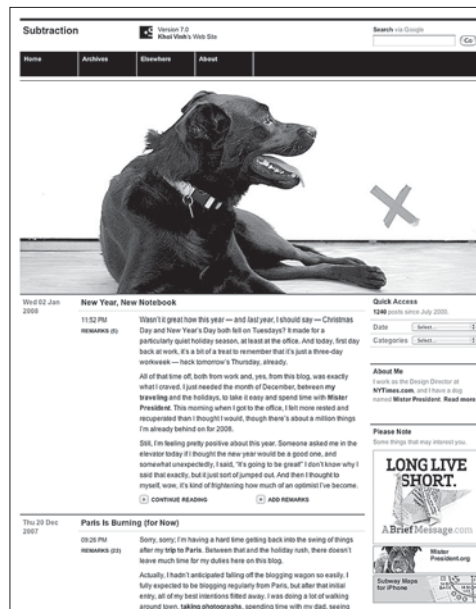 Subtraction
Version 7.0
Khoi Vinh's Web Site
Search via Google
Go
Home Archives Elsewhere About
Wed 02 Jan
2008
New Year, New Notebook
11:52 PM
REMARKS (5)
Wasn't it great how this year — and last year, I should say — Christmas
Day and New Year's Day both fell on Tuesdays? It made for a
particularly quiet holiday season, at least at the office. And today, first day
back at work, it's a bit of a treat to remember that it's just a three-day
workweek — heck tomorrow's Thursday, already.
All of that time off, both from work and, yes, from this blog, was exactly
what I craved. I just needed the month of December, between my
traveling and the holidays, to take it easy and spend time with Mister
President. This morning when I got to the office, I felt more rested and
recuperated than I thought I would, though there's about a million things
I'm already behind on for 2008.
Still, I'm feeling pretty positive about this year. Someone asked me in the
elevator today if I thought the new year would be a good one, and
somewhat unexpectedly, I said, "It's going to be great!" I don't know why I
said that exactly, but it just sort of jumped out. And then I thought to
myself, wow, it's kind of frightening how much of an optimist I've become.
CONTINUE READING ADD REMARKS
Thu 20 Dec
2007
Paris Is Burning (for Now)
09:26 PM
REMARKS (23)
Sorry, sorry; I'm having a hard time getting back into the swing of things
after my trip to Paris. Between that and the holiday rush, there doesn't
leave much time for my duties here on this blog.
Actually, I hadn't anticipated falling off the blogging wagon so easily. I
fully expected to be blogging regularly from Paris, but after that initial
entry, all of my best intentions flitted away. I was doing a lot of walking
around town, taking photographs, spending time with my dad, seeing
Quick Access
1240 posts since July 2000.
Date Select...
Categories Select...
About Me
I work as the Design Director at
NYTimes.com, and I have a dog
named Mister President. Read more
Please Note
Some things that may interest you.
LONG LIVE
SHORT.
A Brief Message.com
Mister
President.org
Subway Maps
for iPhone